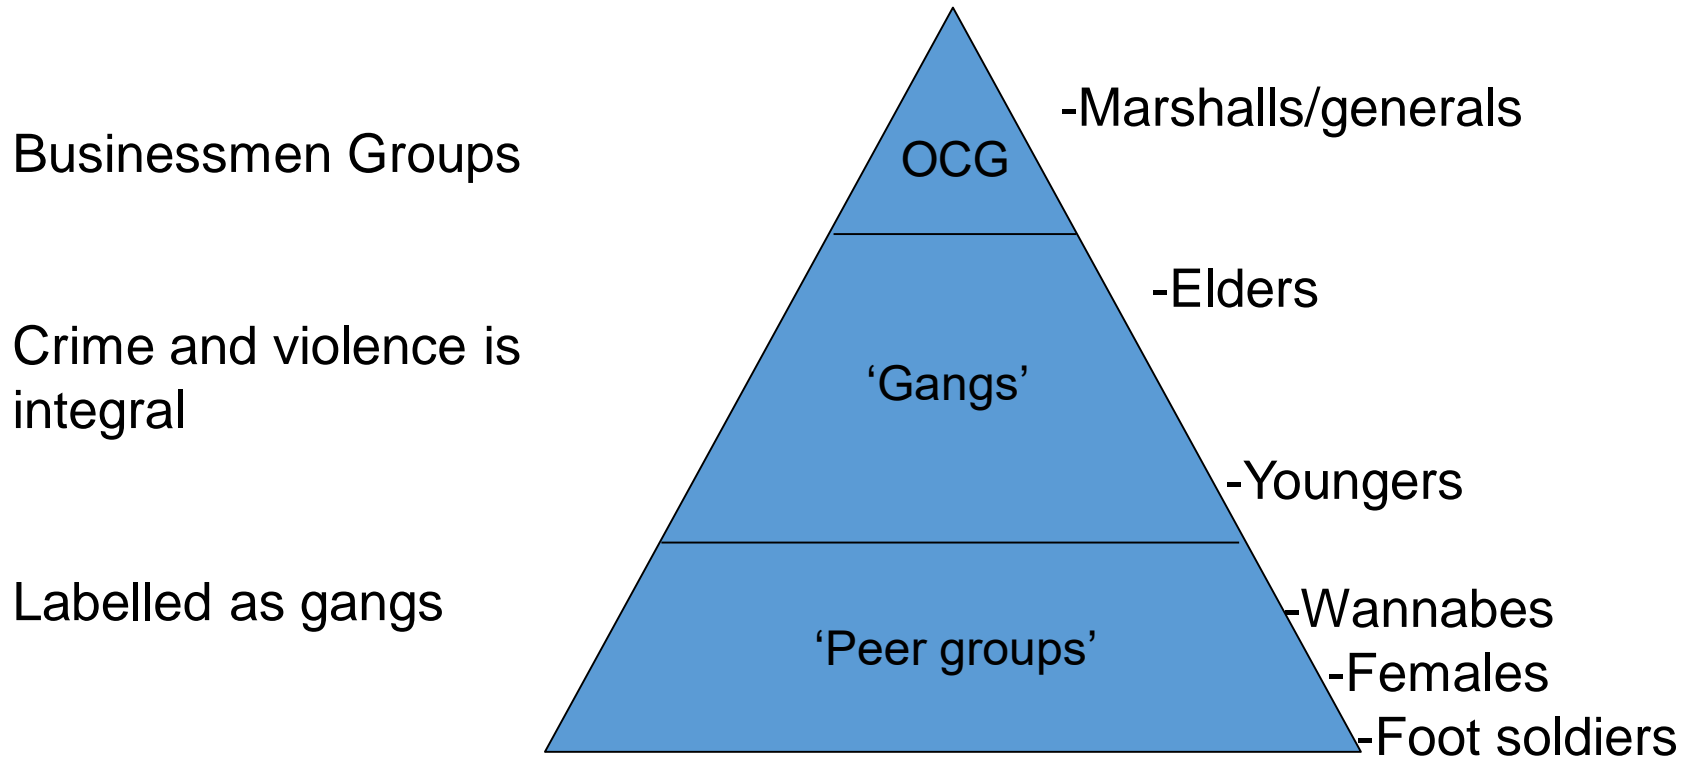 -Marshalls/generals
Businessmen Groups
OCG
-Elders
Crime and violence is
integral
‘Gangs’
-Youngers
Labelled as gangs
-Wannabes
‘Peer groups’
-Females
-Foot soldiers